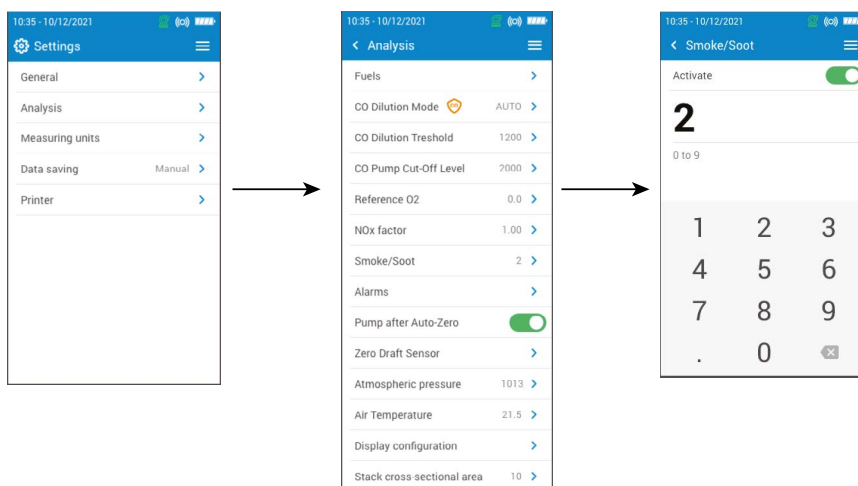 10:35 - 10/12/2021
Settings
General
Analysis
Measuring units
Data saving Manual
Printer
10:35 - 10/12/2021
Analysis
Fuels
CO Dilution Mode AUTO
CO Dilution Treshold 1200
CO Pump Cut-Off Level 2000
Reference O2 0.0
NOx factor 1.00
Smoke/Soot 2
Alarms
Pump after Auto-Zero
Zero Draft Sensor
Atmospheric pressure 1013
Air Temperature 21.5
Display configuration
Stack cross-sectional area 10
10:35 - 10/12/2021
Smoke/Soot
Activate
2
0 to 9
1 2 3
4 5 6
7 8 9
. 0